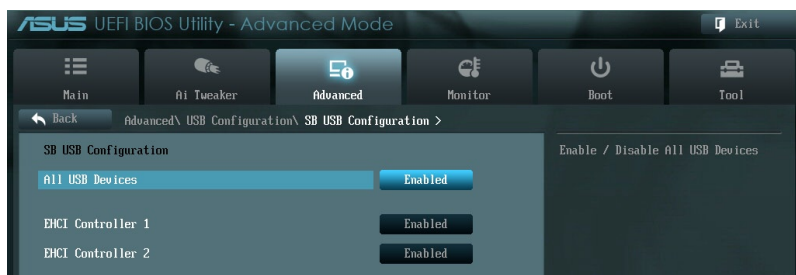 ASUS UEFI BIOS Utility - Advanced Mode
Exit
Main
Ai Tweaker
Advanced
Monitor
Boot
Tool
Back
Advanced\ USB Configuration\ SB USB Configuration >
SB USB Configuration
Enable / Disable All USB Devices
All USB Devices Enabled
EHCI Controller 1 Enabled
EHCI Controller 2 Enabled